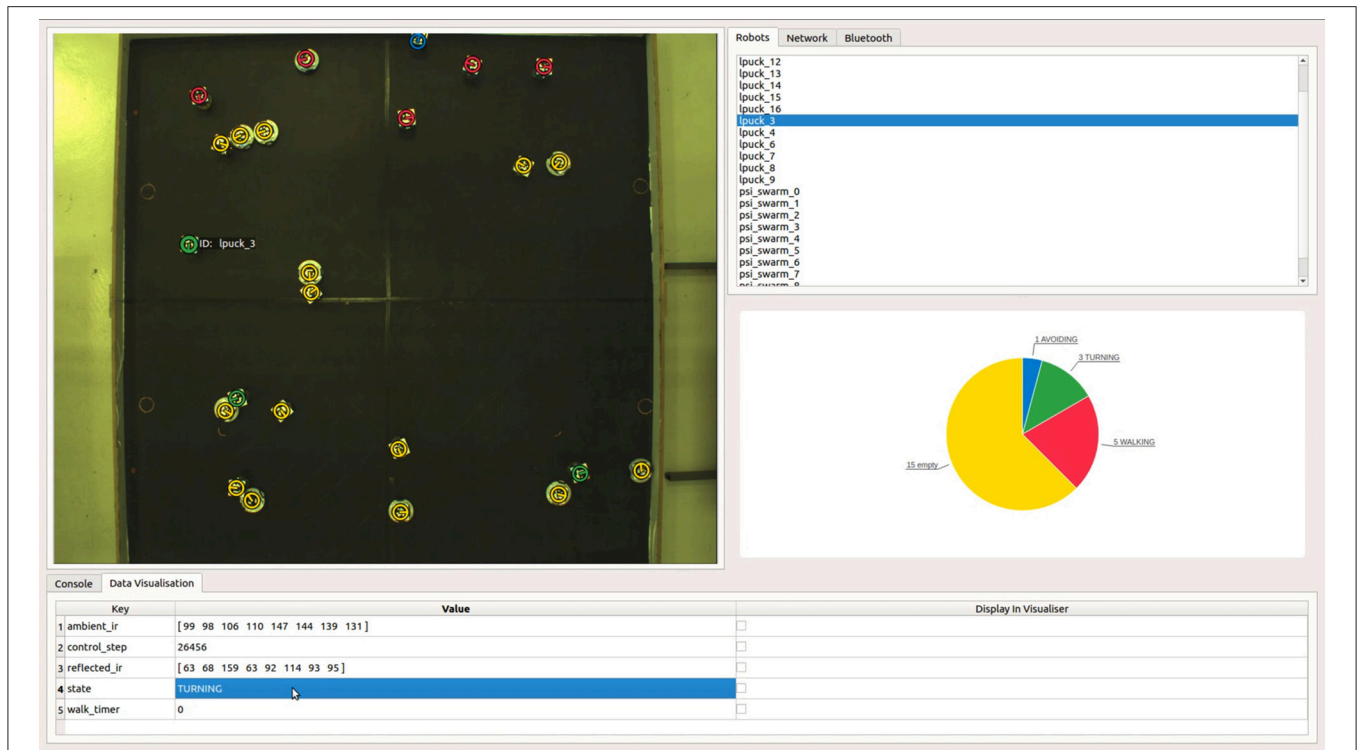 Robots Network Bluetooth
lpuck_12
lpuck_13
lpuck_14
lpuck_15
lpuck_16
lpuck_3
lpuck_4
lpuck_6
lpuck_7
lpuck_8
lpuck_9
psi_swarm_0
psi_swarm_1
psi_swarm_2
psi_swarm_3
psi_swarm_4
psi_swarm_5
psi_swarm_6
psi_swarm_7
ID: lpuck_3
1 AVOIDING
3 TURNING
5 WALKING
15 empty
Console Data Visualisation
Key Value Display In Visualiser
1 ambient_ir [ 99 98 106 110 147 144 139 131 ]
2 control_step 26456
3 reflected_ir [ 63 68 159 63 92 114 93 95 ]
4 state TURNING
5 walk_timer 0